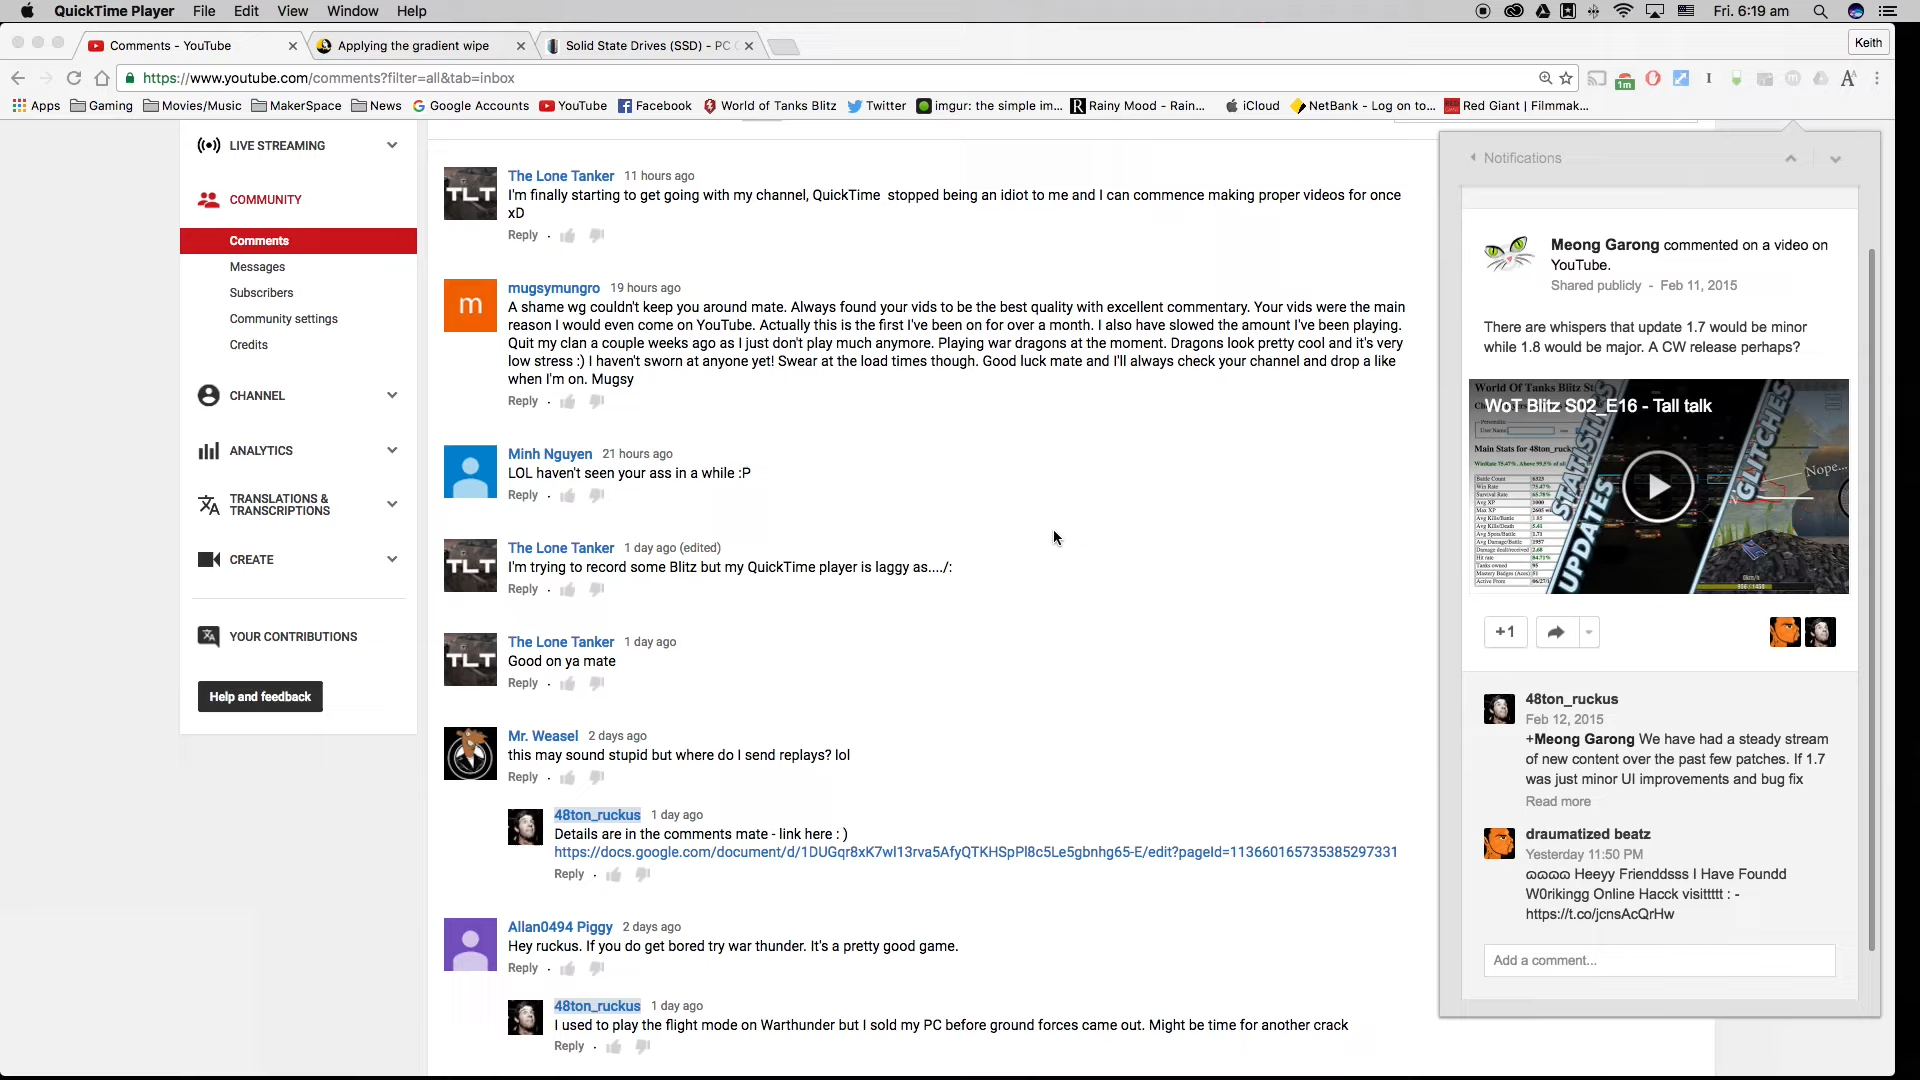 QuickTime Player File Edit View Window Help
Fri. 6:19 am
Comments - YouTube
Applying the gradient wipe
Solid State Drives (SSD) - PC
Keith
https://www.youtube.com/comments?filter=all&tab=inbox
1m
Apps Gaming Movies/Music MakerSpace News Google Accounts YouTube Facebook World of Tanks Blitz Twitter imgur: the simple im... Rainy Mood - Rain... iCloud NetBank - Log on to... Red Giant | Filmmak...
LIVE STREAMING
COMMUNITY
Comments
Messages
Subscribers
Community settings
Credits
CHANNEL
ANALYTICS
TRANSLATIONS &
TRANSCRIPTIONS
CREATE
YOUR CONTRIBUTIONS
Help and feedback
TLT
The Lone Tanker 11 hours ago
I'm finally starting to get going with my channel, QuickTime stopped being an idiot to me and I can commence making proper videos for once
xD
Reply
m
mugsymungro 19 hours ago
A shame wg couldn't keep you around mate. Always found your vids to be the best quality with excellent commentary. Your vids were the main
reason I would even come on YouTube. Actually this is the first I've been on for over a month. I also have slowed the amount I've been playing.
Quit my clan a couple weeks ago as I just don't play much anymore. Playing war dragons at the moment. Dragons look pretty cool and it's very
low stress :) I haven't sworn at anyone yet! Swear at the load times though. Good luck mate and I'll always check your channel and drop a like
when I'm on. Mugsy
Reply
Minh Nguyen 21 hours ago
LOL haven't seen your ass in a while :P
Reply
TLT
The Lone Tanker 1 day ago (edited)
I'm trying to record some Blitz but my QuickTime player is laggy as..../:
Reply
TLT
The Lone Tanker 1 day ago
Good on ya mate
Reply
Mr. Weasel 2 days ago
this may sound stupid but where do I send replays? lol
Reply
48ton_ruckus 1 day ago
Details are in the comments mate - link here : )
https://docs.google.com/document/d/1DUGqr8xK7wI13rva5AfyQTKHSpPl8c5Le5gbnhg65-E/edit?pageId=113660165735385297331
Reply
Allan0494 Piggy 2 days ago
Hey ruckus. If you do get bored try war thunder. It's a pretty good game.
Reply
48ton_ruckus 1 day ago
I used to play the flight mode on Warthunder but I sold my PC before ground forces came out. Might be time for another crack
Reply
Notifications
Meong Garong commented on a video on
YouTube.
Shared publicly - Feb 11, 2015
There are whispers that update 1.7 would be minor
while 1.8 would be major. A CW release perhaps?
World Of Tanks Blitz St
WoT Blitz S02_E16 - Tall talk
User Name
Main Stats for 48ton_ruck
STATISTICS
UPDATES
GLITCHES
Nope...
+1
48ton_ruckus
Feb 12, 2015
+Meong Garong We have had a steady stream
of new content over the past few patches. If 1.7
was just minor UI improvements and bug fix
Read more
draumatized beatz
Yesterday 11:50 PM
ഔഔ Heeyy Frienddsss I Have Foundd
W0rikingg Online Hacck visittttt : -
https://t.co/jcnsAcQrHw
Add a comment...